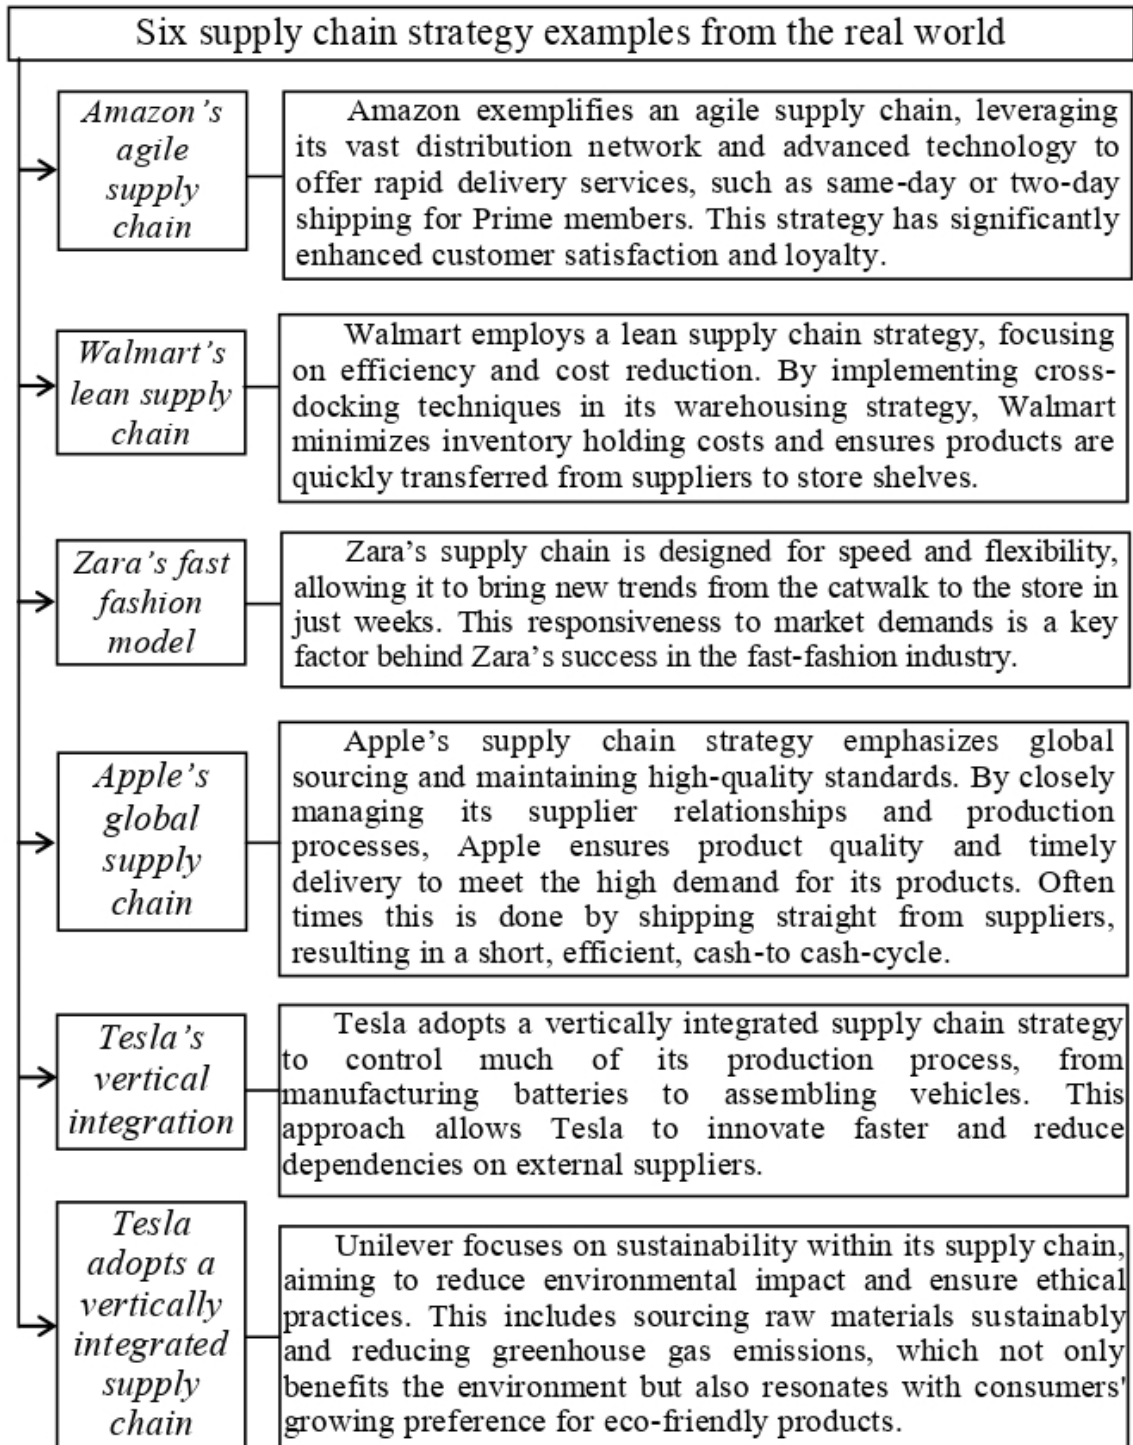 Six supply chain strategy examples from the real world
Amazon's
agile
supply
chain
Amazon exemplifies an agile supply chain, leveraging
its vast distribution network and advanced technology to
offer rapid delivery services, such as same-day or two-day
shipping for Prime members. This strategy has significantly
enhanced customer satisfaction and loyalty.
Walmart's
lean supply
chain
Walmart employs a lean supply chain strategy, focusing
on efficiency and cost reduction. By implementing cross-
docking techniques in its warehousing strategy, Walmart
minimizes inventory holding costs and ensures products are
quickly transferred from suppliers to store shelves.
Zara's fast
fashion
model
Zara's supply chain is designed for speed and flexibility,
allowing it to bring new trends from the catwalk to the store in
just weeks. This responsiveness to market demands is a key
factor behind Zara's success in the fast-fashion industry.
Apple's
global
supply
chain
Apple's supply chain strategy emphasizes global
sourcing and maintaining high-quality standards. By closely
managing its supplier relationships and production
processes, Apple ensures product quality and timely
delivery to meet the high demand for its products. Often
times this is done by shipping straight from suppliers,
resulting in a short, efficient, cash-to cash-cycle.
Tesla's
vertical
integration
Tesla adopts a vertically integrated supply chain strategy
to control much of its production process, from
manufacturing batteries to assembling vehicles. This
approach allows Tesla to innovate faster and reduce
dependencies on external suppliers.
Tesla
adopts a
vertically
integrated
supply
chain
Unilever focuses on sustainability within its supply chain,
aiming to reduce environmental impact and ensure ethical
practices. This includes sourcing raw materials sustainably
and reducing greenhouse gas emissions, which not only
benefits the environment but also resonates with consumers'
growing preference for eco-friendly products.